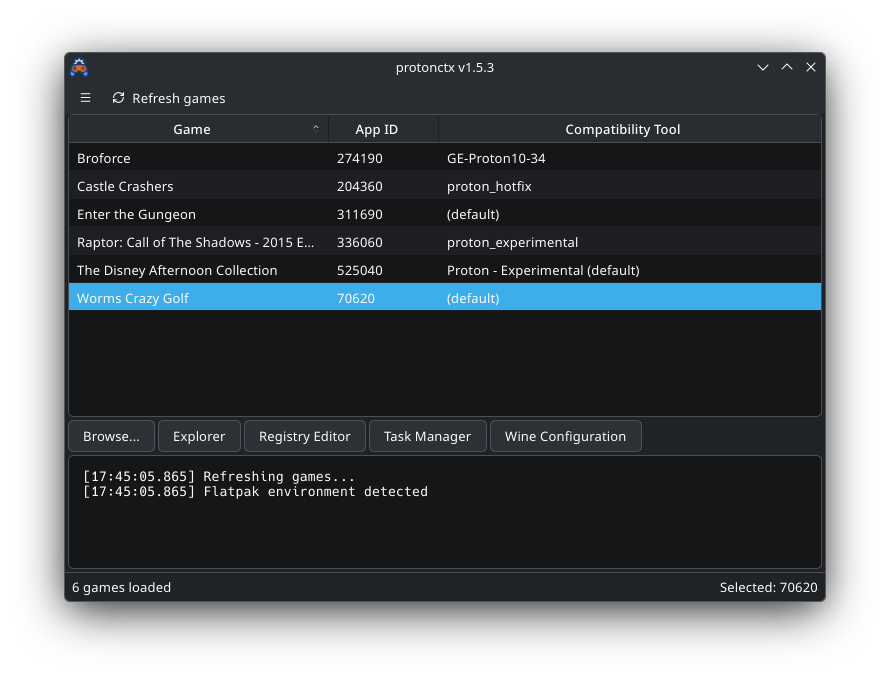 protonctx v1.5.3
Refresh games
Game App ID Compatibility Tool
Broforce 274190 GE-Proton10-34
Castle Crashers 204360 proton_hotfix
Enter the Gungeon 311690 (default)
Raptor: Call of The Shadows - 2015 E... 336060 proton_experimental
The Disney Afternoon Collection 525040 Proton - Experimental (default)
Worms Crazy Golf 70620 (default)
Browse... Explorer Registry Editor Task Manager Wine Configuration
[17:45:05.865] Refreshing games...
[17:45:05.865] Flatpak environment detected
6 games loaded Selected: 70620